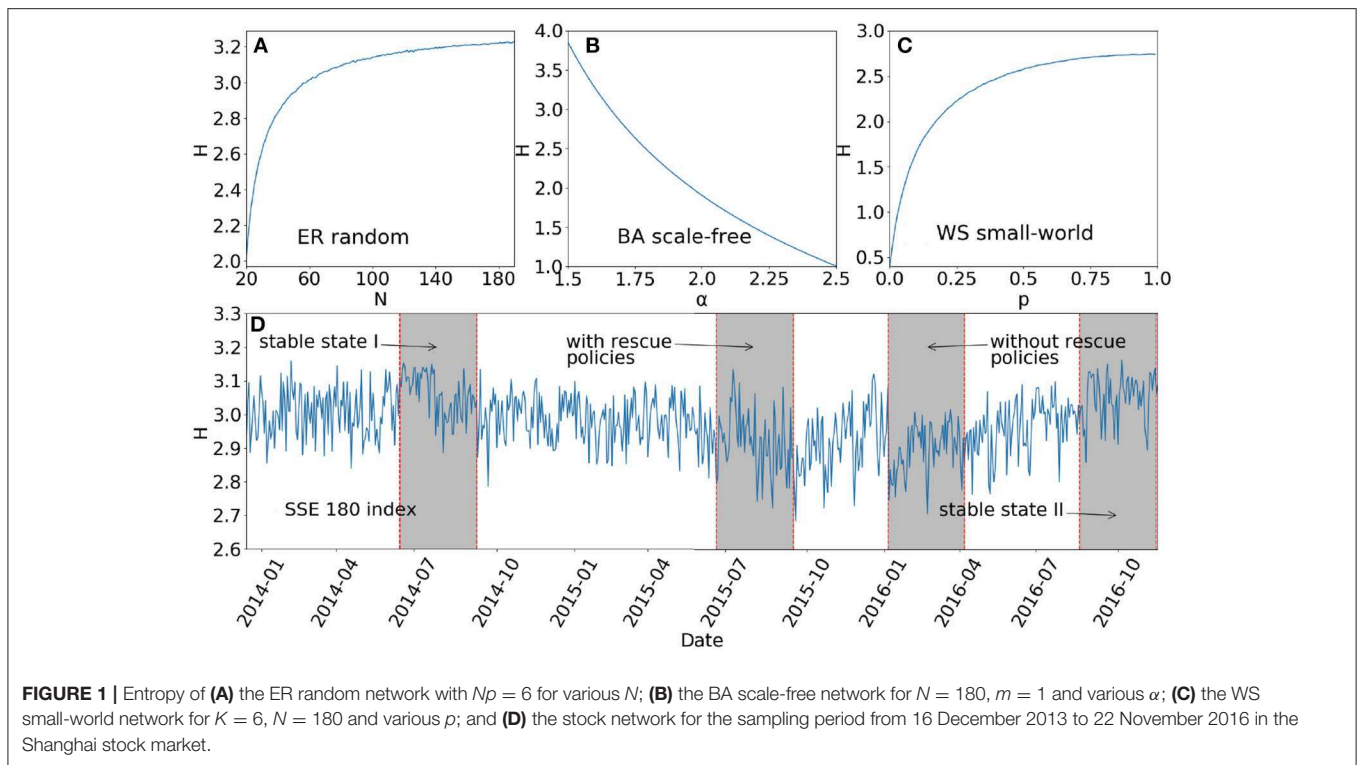 A
3.2
3.0
2.8
2.6
2.4
2.2
2.0
H
ER random
20 60 100 140 180
N
B
4.0
3.5
3.0
2.5
2.0
1.5
1.0
H
BA scale-free
1.5 1.75 2.0 2.25 2.5
α
C
3.0
2.5
2.0
1.5
1.0
0.5
H
WS small-world
0.0 0.25 0.5 0.75 1.0
p
D
3.3
3.2
3.1
3.0
2.9
2.8
2.7
2.6
H
stable state I
with rescue
policies
without rescue
policies
SSE 180 index
stable state II
2014-01 2014-04 2014-07 2014-10 2015-01 2015-04 2015-07 2015-10 2016-01 2016-04 2016-07 2016-10
Date
FIGURE 1 | Entropy of (A) the ER random network with Np = 6 for various N; (B) the BA scale-free network for N = 180, m = 1 and various α; (C) the WS
small-world network for K = 6, N = 180 and various p; and (D) the stock network for the sampling period from 16 December 2013 to 22 November 2016 in the
Shanghai stock market.